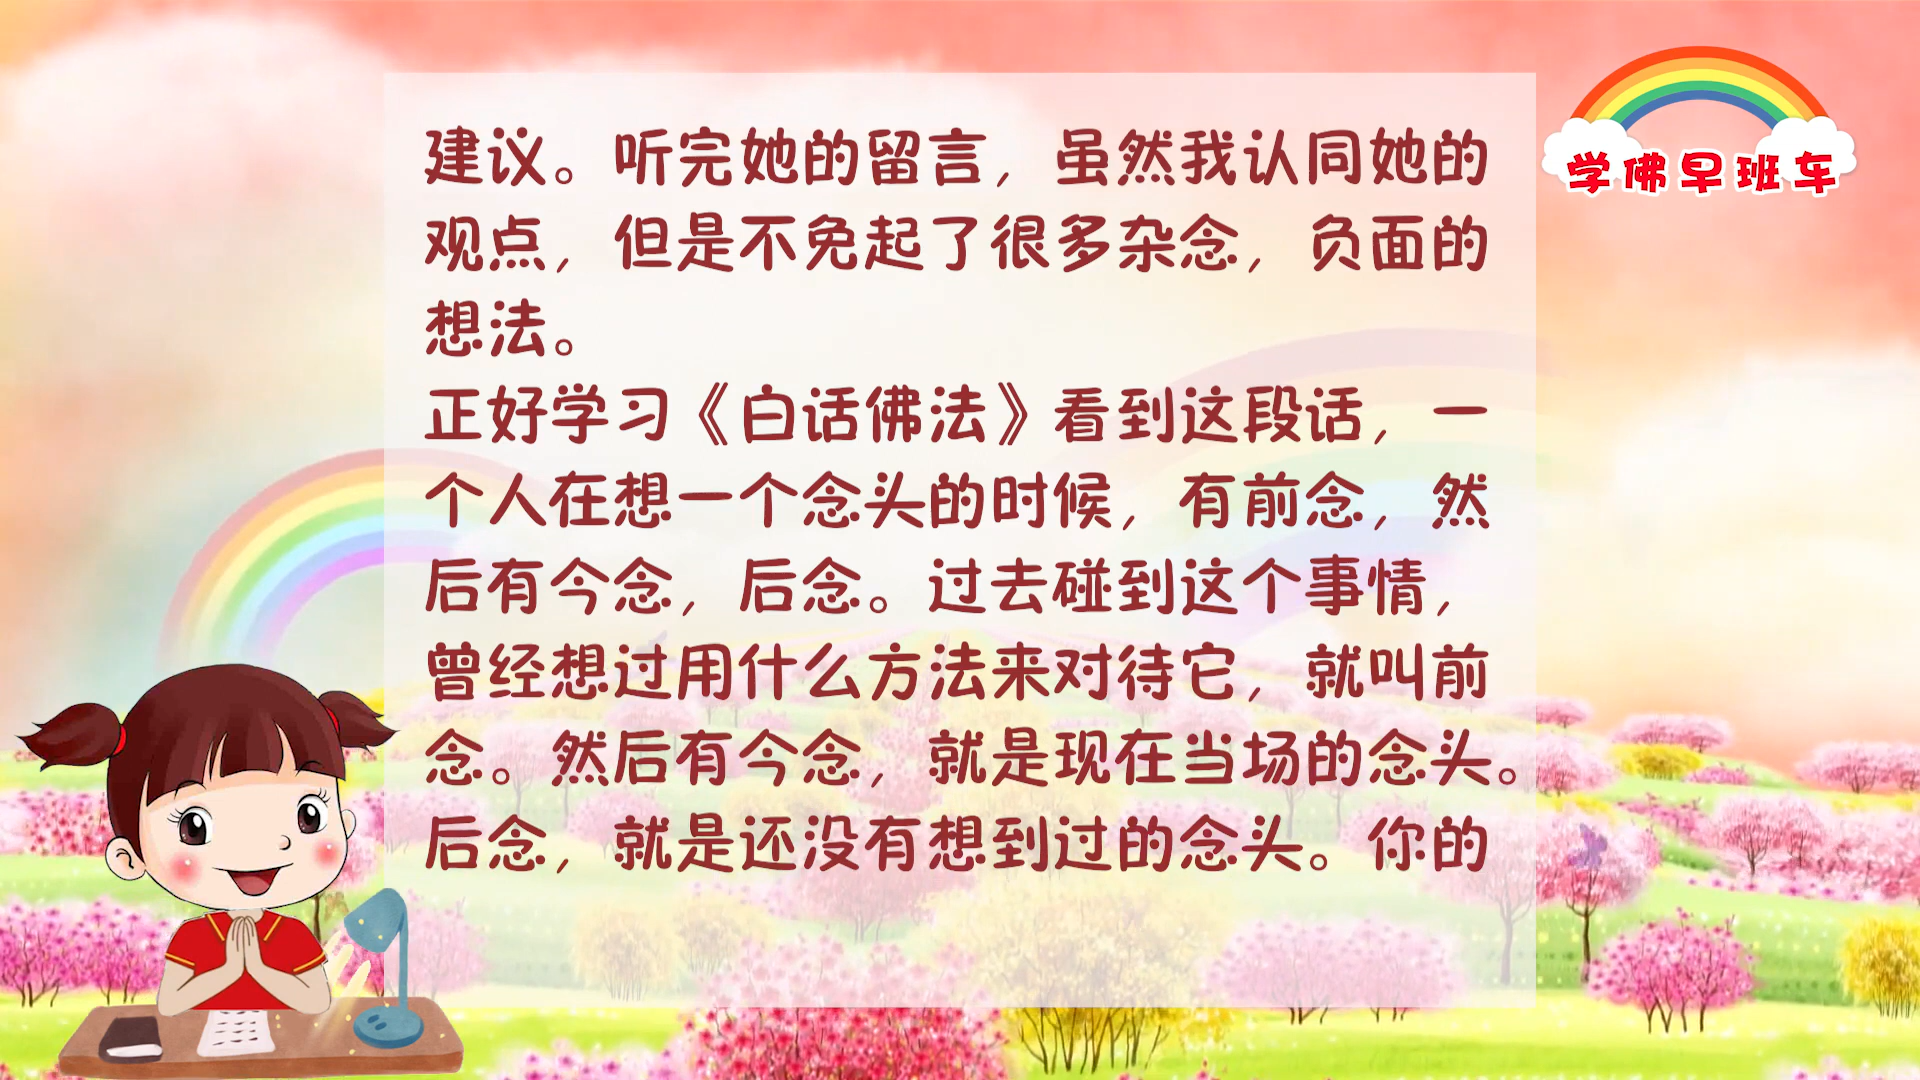 学佛早班车
建议。听完她的留言，虽然我认同她的
观点，但是不免起了很多杂念，负面的
想法。
正好学习《白话佛法》看到这段话，一
个人在想一个念头的时候，有前念，然
后有今念，后念。过去碰到这个事情，
曾经想过用什么方法来对待它，就叫前
念。然后有今念，就是现在当场的念头。
后念，就是还没有想到过的念头。你的